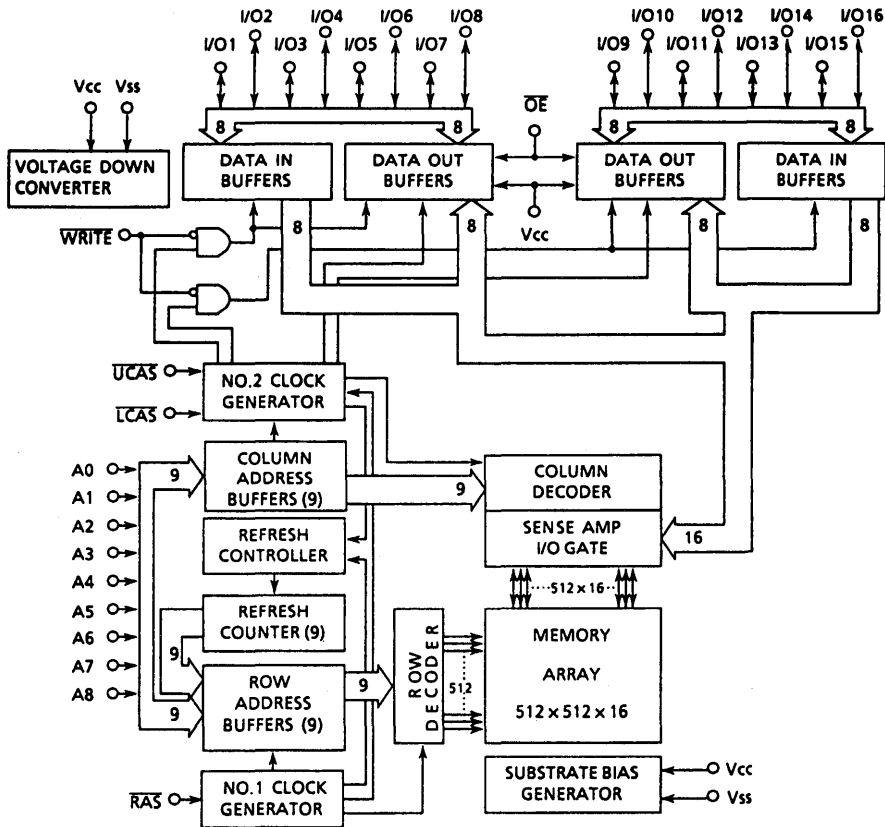 I/O2 I/O4 I/O6 I/O8 I/O10 I/O12 I/O14 I/O16
I/O1 I/O3 I/O5 I/O7 I/O9 I/O11 I/O13 I/O15
Vcc Vss
OE
8 8 8 8
VOLTAGE DOWN
CONVERTER
DATA IN
BUFFERS
DATA OUT
BUFFERS
DATA OUT
BUFFERS
DATA IN
BUFFERS
Vcc
WRITE
8 8 8 8
UCAS
LCAS
NO.2 CLOCK
GENERATOR
A0
A1
A2
A3
A4
A5
A6
A7
A8
9
COLUMN
ADDRESS
BUFFERS (9)
9
COLUMN
DECODER
REFRESH
CONTROLLER
SENSE AMP
I/O GATE
16
512×16
REFRESH
COUNTER (9)
9
9
ROW
ADDRESS
BUFFERS (9)
9
ROW
DECODER
512
MEMORY
ARRAY
512×512×16
RAS
NO.1 CLOCK
GENERATOR
SUBSTRATE BIAS
GENERATOR
Vcc
Vss